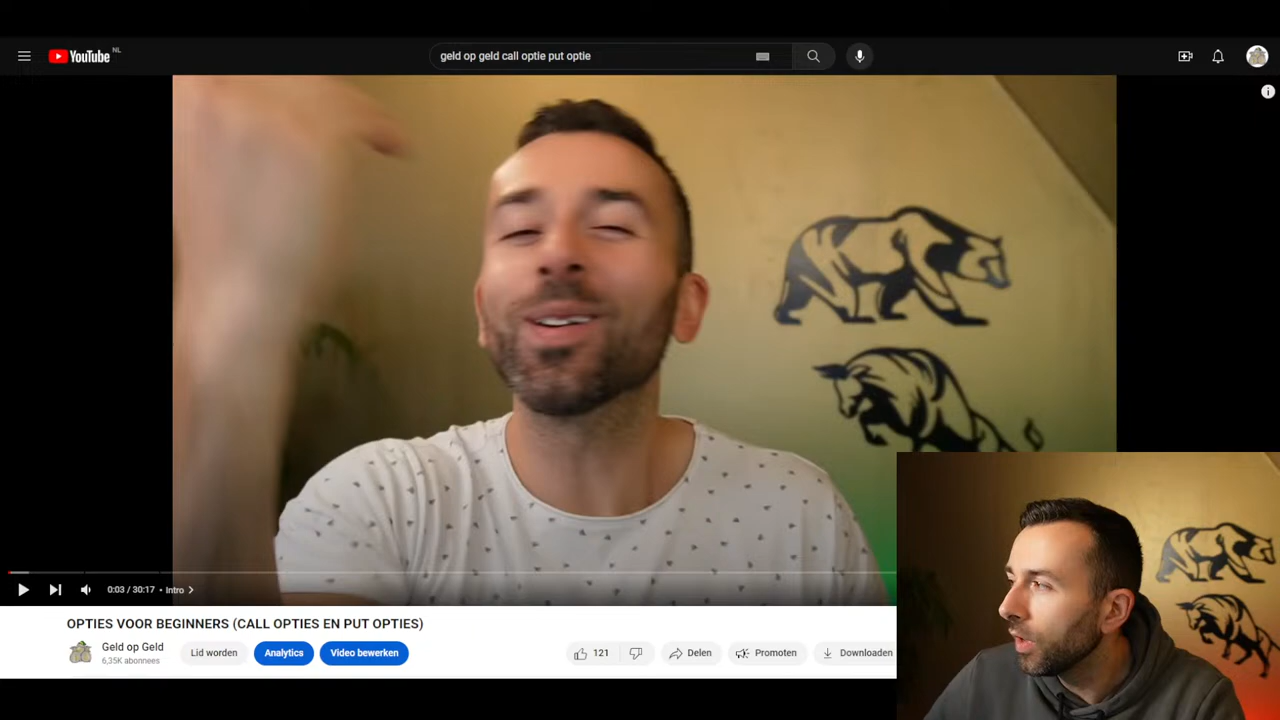 YouTube NL
geld op geld call optie put optie
0:03 / 30:17 • Intro
OPTIES VOOR BEGINNERS (CALL OPTIES EN PUT OPTIES)
Geld op Geld
6,35K abonnees
Lid worden
Analytics
Video bewerken
121
Delen
Promoten
Downloaden